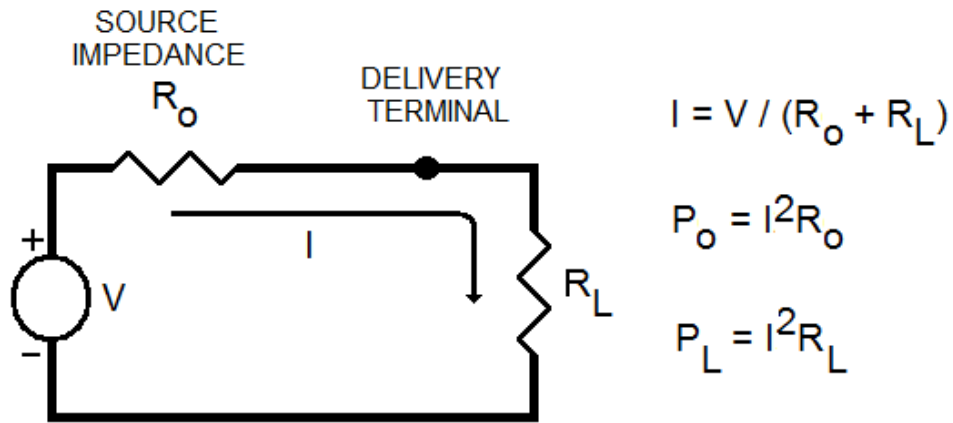 SOURCE
IMPEDANCE
Ro
DELIVERY
TERMINAL
I = V / (Ro + RL)
Po = I²Ro
+
I
V
RL
−
PL = I²RL